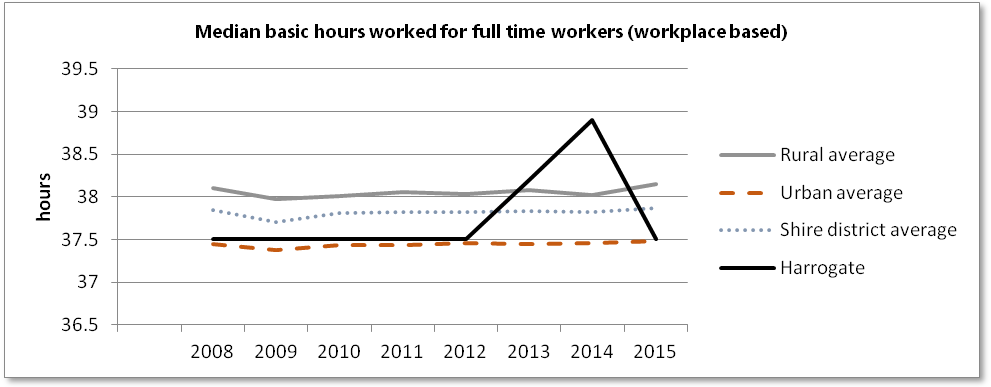 Median basic hours worked for full time workers (workplace based)
39.5
39
38.5
38
37.5
37
36.5
hours
2008 2009 2010 2011 2012 2013 2014 2015
Rural average
Urban average
Shire district average
Harrogate